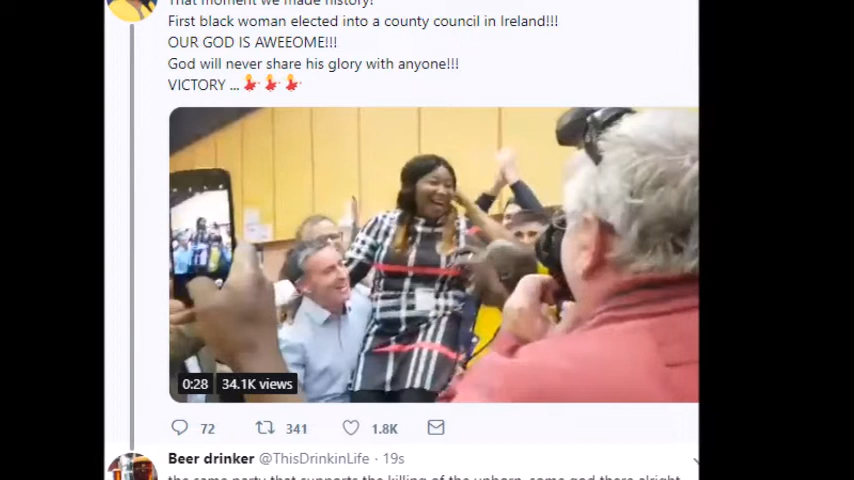 That moment we made history!
First black woman elected into a county council in Ireland!!!
OUR GOD IS AWEEOME!!!
God will never share his glory with anyone!!!
VICTORY ... 💃💃💃
0:28 34.1K views
72 341 1.8K
Beer drinker @ThisDrinkinLife · 19s
the same party that supports the killing of the unborn, some god there alright